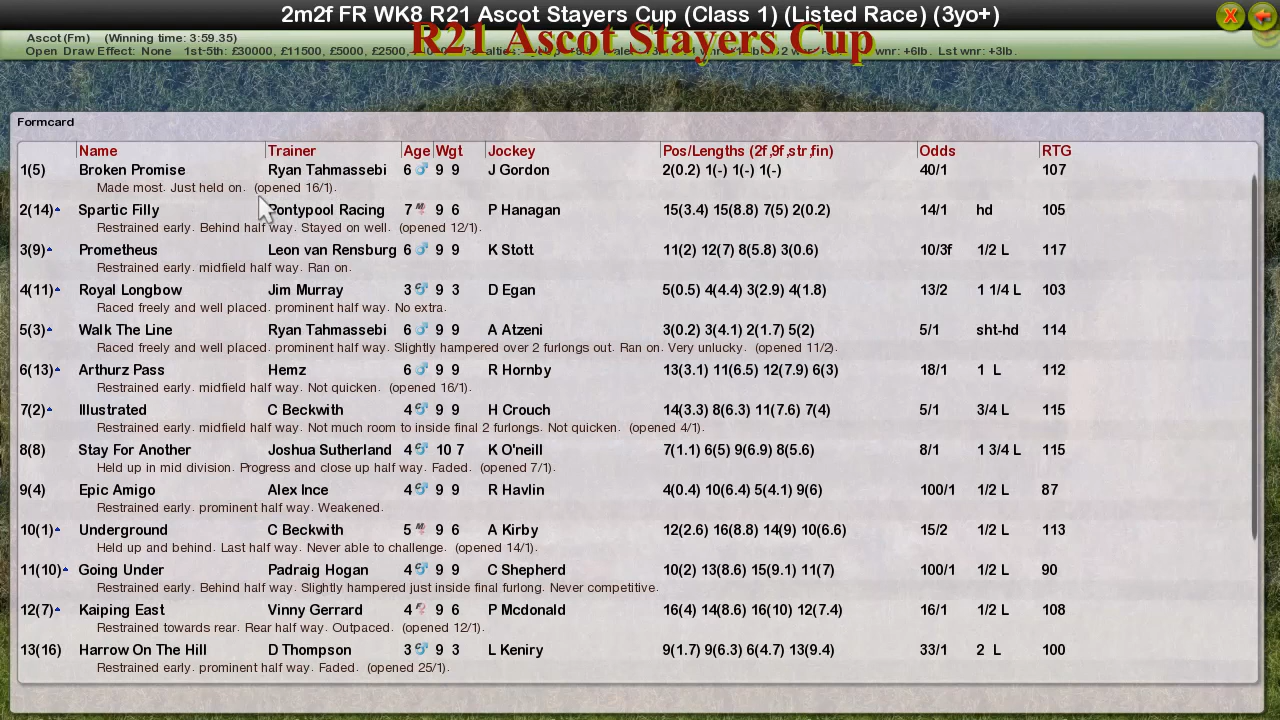 2m2f FR WK8 R21 Ascot Stayers Cup (Class 1) (Listed Race) (3yo+)
R21 Ascot Stayers Cup
Ascot(Fm) (Winning time: 3:59.35)
Open Draw Effect: None 1st-5th: £30000, £11500, £5000, £2500, wnr: +6lb. Lst wnr: +3lb.
Formcard
Name Trainer Age Wgt Jockey Pos/Lengths (2f,9f,str,fin) Odds RTG
1(5) Broken Promise Ryan Tahmassebi 6 9 9 J Gordon 2(0.2) 1(-) 1(-) 1(-) 40/1 107
Made most. Just held on. (opened 16/1).
2(14) Spartic Filly Pontypool Racing 7 9 6 P Hanagan 15(3.4) 15(8.8) 7(5) 2(0.2) 14/1 hd 105
Restrained early. Behind half way. Stayed on well. (opened 12/1).
3(9) Prometheus Leon van Rensburg 6 9 9 K Stott 11(2) 12(7) 8(5.8) 3(0.6) 10/3f 1/2 L 117
Restrained early. midfield half way. Ran on.
4(11) Royal Longbow Jim Murray 3 9 3 D Egan 5(0.5) 4(4.4) 3(2.9) 4(1.8) 13/2 1 1/4 L 103
Raced freely and well placed. prominent half way. No extra.
5(3) Walk The Line Ryan Tahmassebi 6 9 9 A Atzeni 3(0.2) 3(4.1) 2(1.7) 5(2) 5/1 sht-hd 114
Raced freely and well placed. prominent half way. Slightly hampered over 2 furlongs out. Ran on. Very unlucky. (opened 11/2).
6(13) Arthurz Pass Hemz 6 9 9 R Hornby 13(3.1) 11(6.5) 12(7.9) 6(3) 18/1 1 L 112
Restrained early. midfield half way. Not quicken. (opened 16/1).
7(2) Illustrated C Beckwith 4 9 9 H Crouch 14(3.3) 8(6.3) 11(7.6) 7(4) 5/1 3/4 L 115
Restrained early. midfield half way. Not much room to inside final 2 furlongs. Not quicken. (opened 4/1).
8(8) Stay For Another Joshua Sutherland 4 10 7 K O'neill 7(1.1) 6(5) 9(6.9) 8(5.6) 8/1 1 3/4 L 115
Held up in mid division. Progress and close up half way. Faded. (opened 7/1).
9(4) Epic Amigo Alex Ince 4 9 9 R Havlin 4(0.4) 10(6.4) 5(4.1) 9(6) 100/1 1/2 L 87
Restrained early. prominent half way. Weakened.
10(1) Underground C Beckwith 5 9 6 A Kirby 12(2.6) 16(8.8) 14(9) 10(6.6) 15/2 1/2 L 113
Held up and behind. Last half way. Never able to challenge. (opened 14/1).
11(10) Going Under Padraig Hogan 4 9 9 C Shepherd 10(2) 13(8.6) 15(9.1) 11(7) 100/1 1/2 L 90
Restrained early. Behind half way. Slightly hampered just inside final furlong. Never competitive.
12(7) Kaiping East Vinny Gerrard 4 9 6 P Mcdonald 16(4) 14(8.6) 16(10) 12(7.4) 16/1 1/2 L 108
Restrained towards rear. Rear half way. Outpaced. (opened 12/1).
13(16) Harrow On The Hill D Thompson 3 9 3 L Keniry 9(1.7) 9(6.3) 6(4.7) 13(9.4) 33/1 2 L 100
Restrained early. prominent half way. Faded. (opened 25/1).